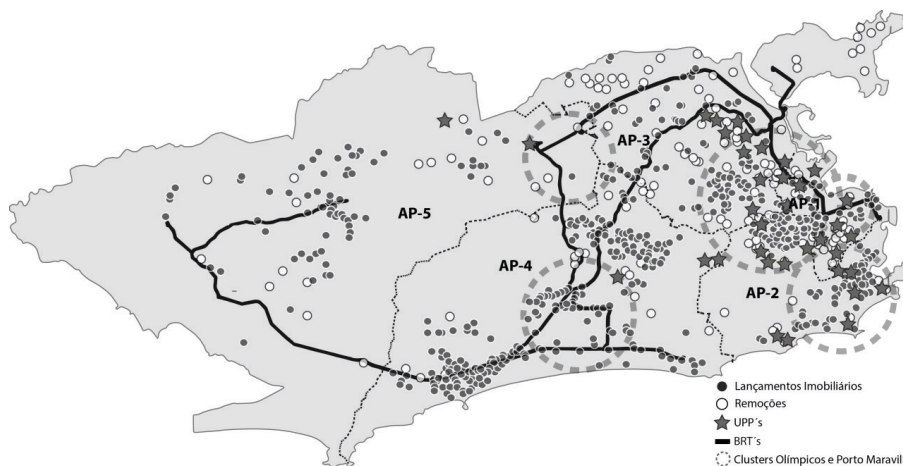 AP-3
AP-1
AP-5
AP-4
AP-2
Lançamentos Imobiliários
Remoções
UPP´s
BRT´s
Clusters Olímpicos e Porto Maravil